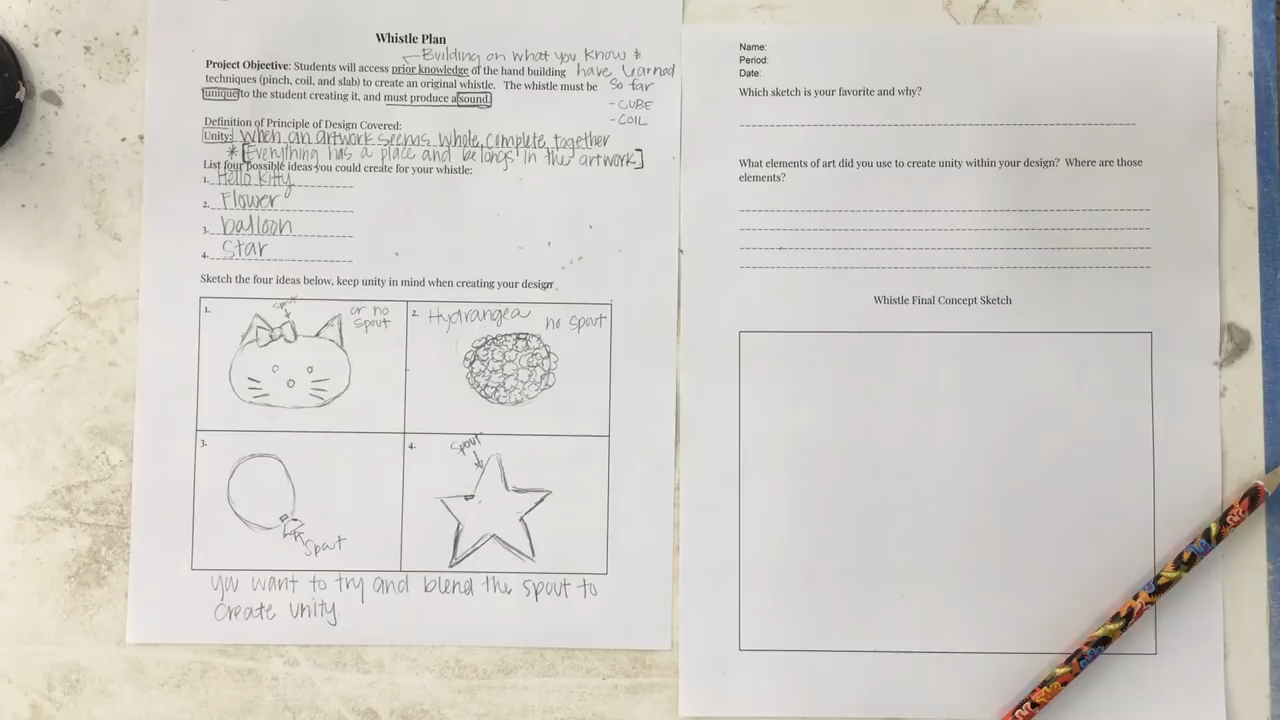 Whistle Plan
Building on what you know &
Project Objective: Students will access prior knowledge of the hand building have learned
techniques (pinch, coil, and slab) to create an original whistle. The whistle must be so far
unique to the student creating it, and must produce a sound.
- CUBE
- COIL
Definition of Principle of Design Covered:
Unity: when an artwork seems whole, complete, together
* [Everything has a place and belongs in the artwork]
List four possible ideas you could create for your whistle:
1. Hello Kitty
2. Flower
3. balloon
4. Star
Sketch the four ideas below, keep unity in mind when creating your design
1. spout or no
spout
2. Hydrangea no spout
3.
spout
4. spout
you want to try and blend the spout to
create unity.
Name:
Period:
Date:
Which sketch is your favorite and why?
What elements of art did you use to create unity within your design? Where are those
elements?
Whistle Final Concept Sketch